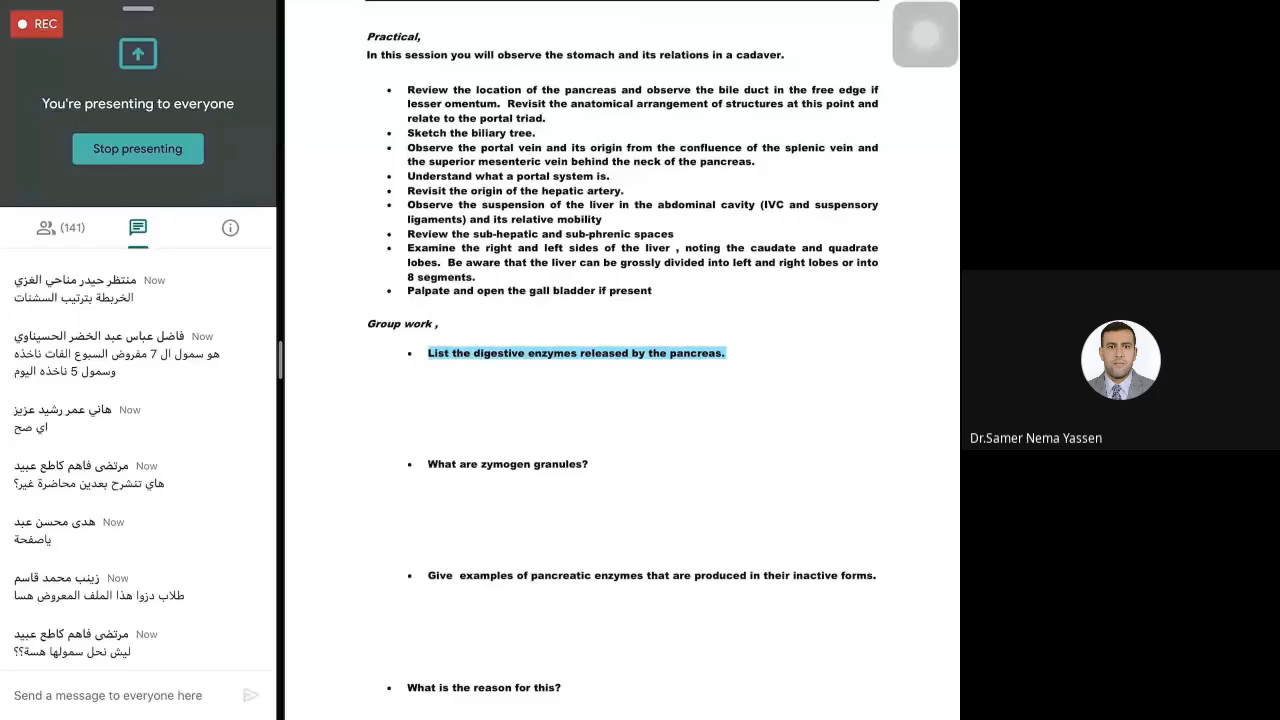 REC
You're presenting to everyone
Stop presenting
(141)
منتظر حيدر مناحي الغزي Now
الخريطة بترتيب السشنات
فاضل عباس عبد الخضر الحسيناوي Now
هو سمول ال 7 مفروض السبوع الفات ناخذه
وسمول 5 ناخذه اليوم
هاني عمر رشيد عزيز Now
اي صح
مرتضى فاهم كاطع عبيد Now
هاي تنشرح بعدين محاضرة غير؟
هدى محسن عبد Now
ياصفحة
زينب محمد قاسم Now
طلاب دزوا هذا الملف المعروض هسا
مرتضى فاهم كاطع عبيد Now
ليش نحل سمولها هسة؟؟
Send a message to everyone here
Practical,
In this session you will observe the stomach and its relations in a cadaver.
• Review the location of the pancreas and observe the bile duct in the free edge if
lesser omentum. Revisit the anatomical arrangement of structures at this point and
relate to the portal triad.
• Sketch the biliary tree.
• Observe the portal vein and its origin from the confluence of the splenic vein and
the superior mesenteric vein behind the neck of the pancreas.
• Understand what a portal system is.
• Revisit the origin of the hepatic artery.
• Observe the suspension of the liver in the abdominal cavity (IVC and suspensory
ligaments) and its relative mobility
• Review the sub-hepatic and sub-phrenic spaces
• Examine the right and left sides of the liver , noting the caudate and quadrate
lobes. Be aware that the liver can be grossly divided into left and right lobes or into
8 segments.
• Palpate and open the gall bladder if present
Group work ,
• List the digestive enzymes released by the pancreas.
• What are zymogen granules?
• Give examples of pancreatic enzymes that are produced in their inactive forms.
• What is the reason for this?
Dr.Samer Nema Yassen